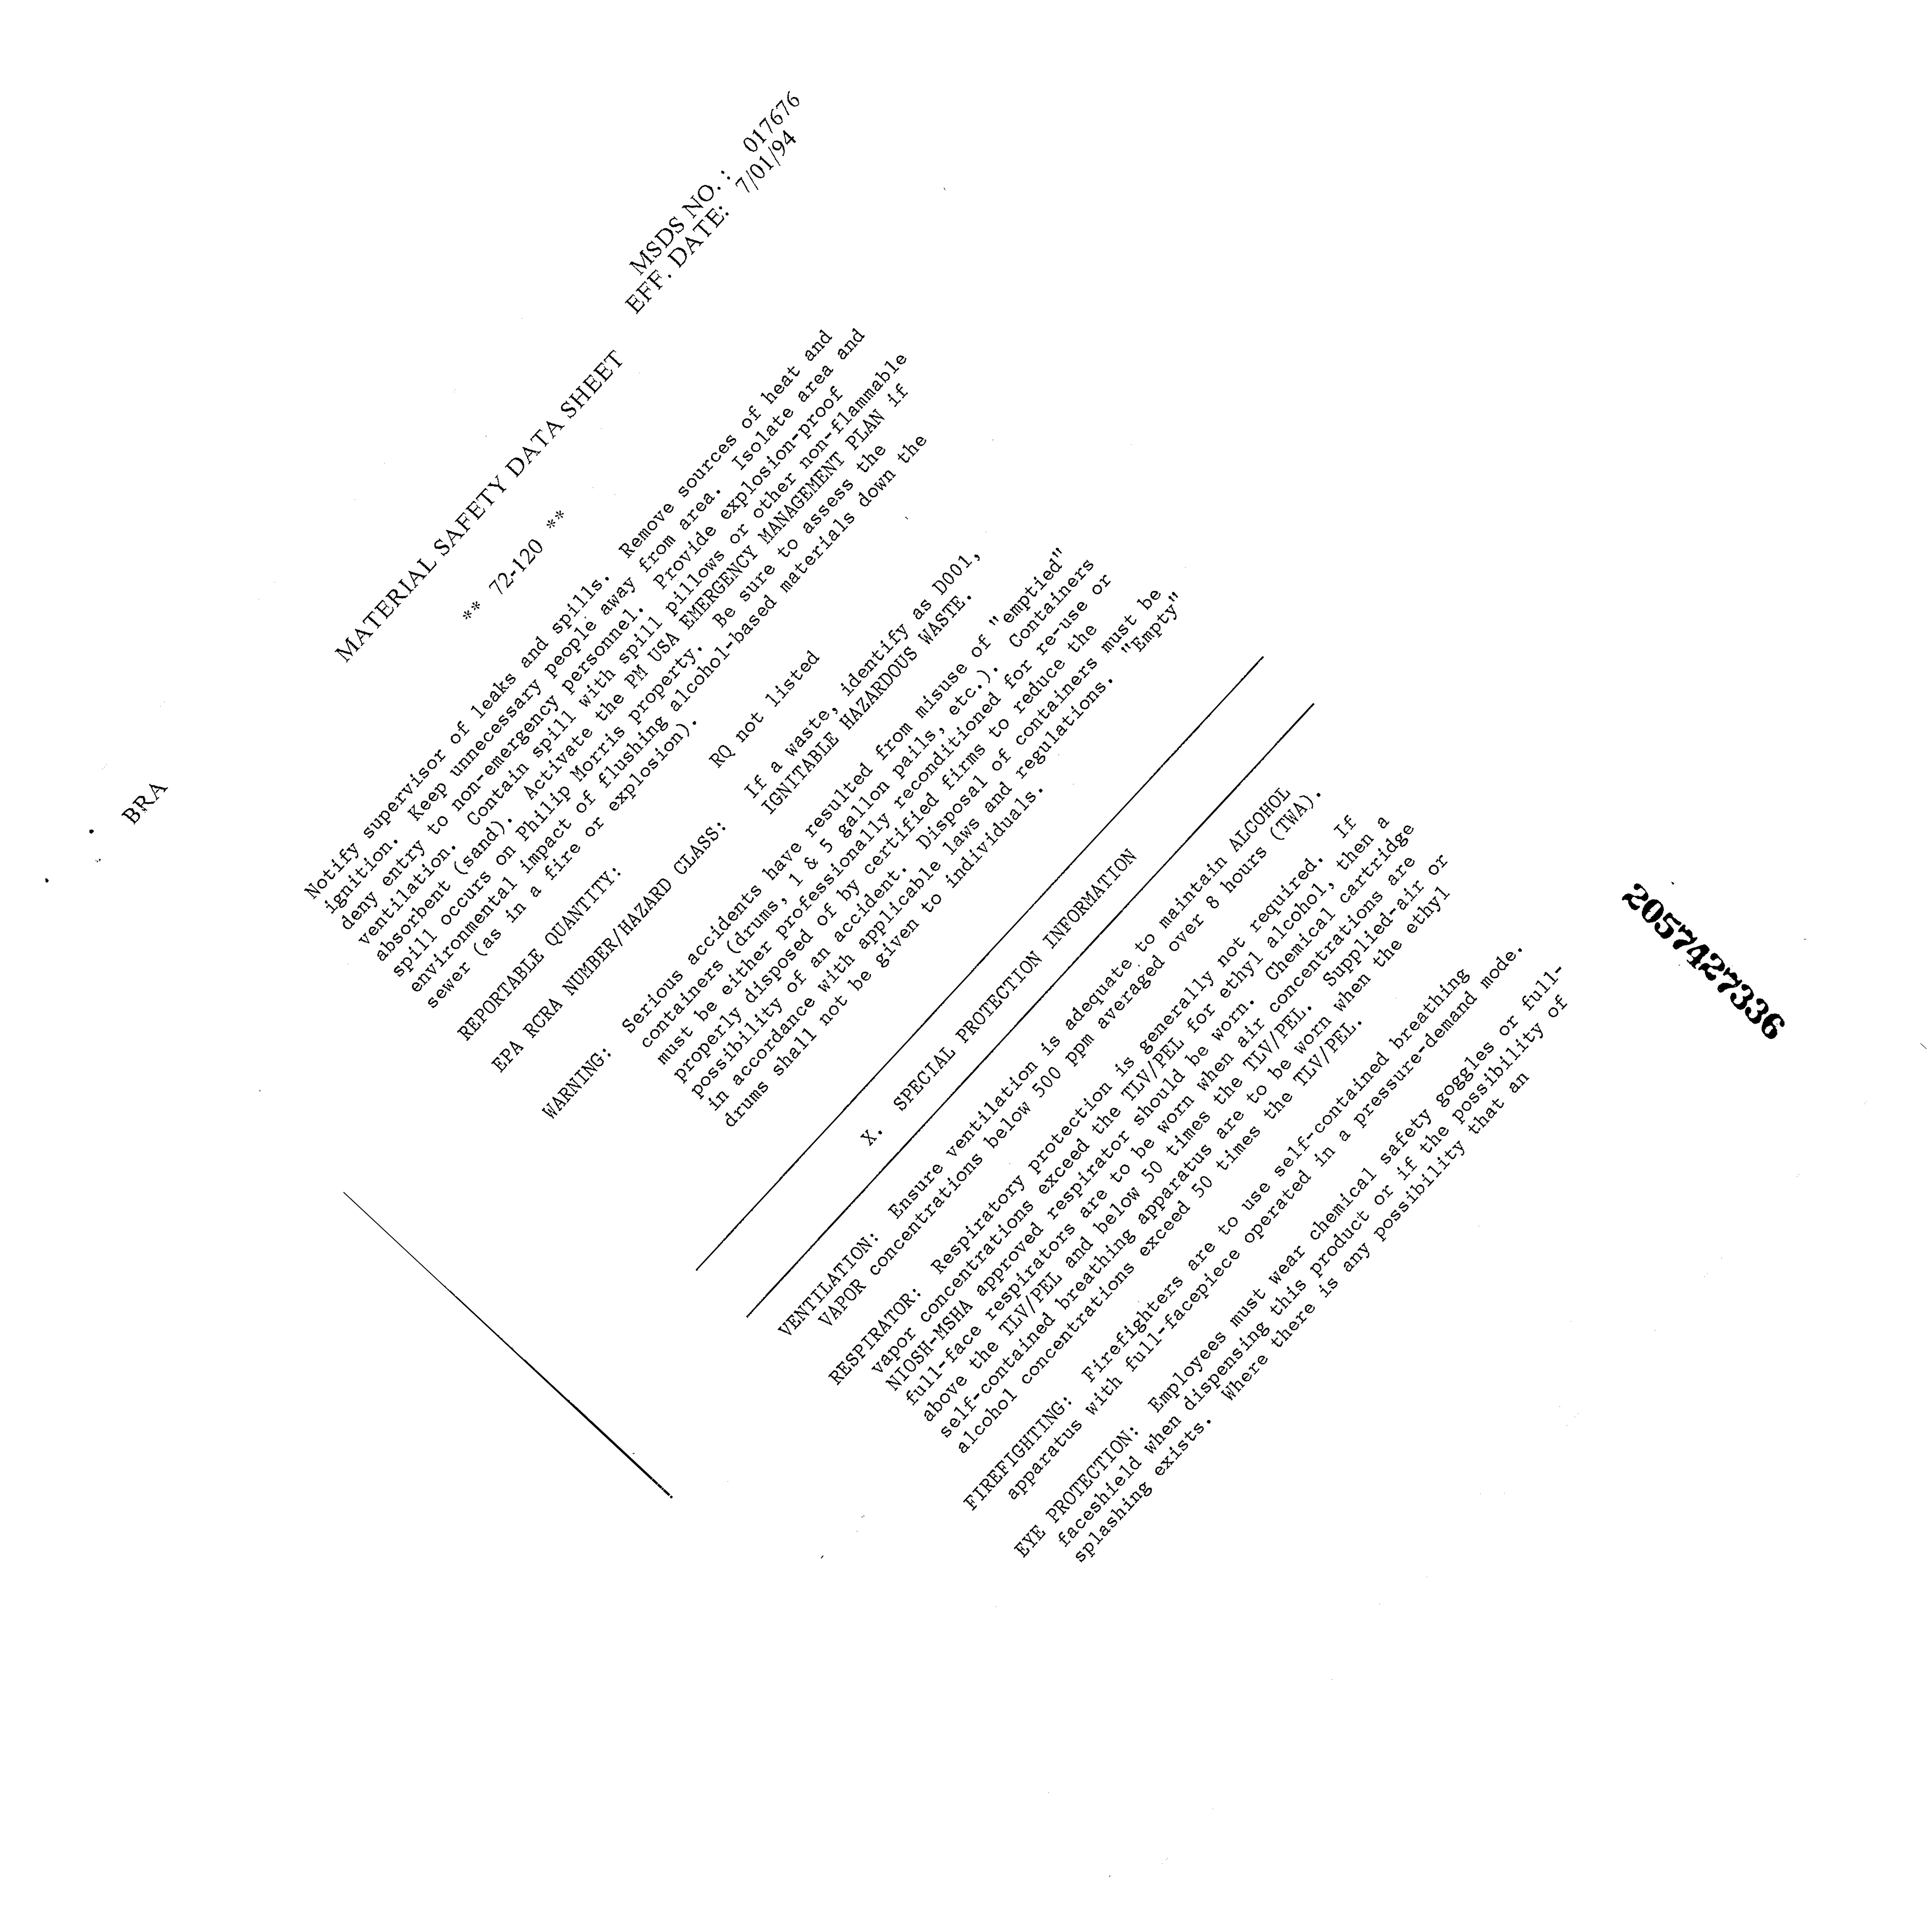 BRA
MATERIAL SAFETY DATA SHEET
MSDS NO. : 017676
EFF. DATE: 7/01/94
** 72-120 **
Notify supervisor of leaks and spills. Remove sources of heat and
ignition. Keep unnecessary people away from area. Isolate area and
deny entry to non-emergency personnel. Provide explosion-proof
ventilation. Contain spill with spill pillows or other non-flammable
absorbent (sand). Activate the PM USA EMERGENCY MANAGEMENT PLAN if
spill occurs on Philip Morris property. Be sure to assess the
environmental impact of flushing alcohol-based materials down the
sewer (as in a fire or explosion).
REPORTABLE QUANTITY: RQ not listed
EPA RCRA NUMBER/HAZARD CLASS: If a waste, identify as D001,
IGNITABLE HAZARDOUS WASTE.
WARNING: Serious accidents have resulted from misuse of "emptied"
containers (drums, 1 & 5 gallon pails, etc.). Containers
must be either professionally reconditioned for re-use or
properly disposed of by certified firms to reduce the
possibility of an accident. Disposal of containers must be
in accordance with applicable laws and regulations. "Empty"
drums shall not be given to individuals.
X. SPECIAL PROTECTION INFORMATION
VENTILATION: Ensure ventilation is adequate to maintain ALCOHOL
VAPOR concentrations below 500 ppm averaged over 8 hours (TWA).
RESPIRATOR: Respiratory protection is generally not required. If
vapor concentrations exceed the TLV/PEL for ethyl alcohol, then a
NIOSH-MSHA approved respirator should be worn. Chemical cartridge
full-face respirators are to be worn when air concentrations are
above the TLV/PEL and below 50 times the TLV/PEL. Supplied-air or
self-contained breathing apparatus are to be worn when the ethyl
alcohol concentrations exceed 50 times the TLV/PEL.
FIREFIGHTING: Firefighters are to use self-contained breathing
apparatus with full-facepiece operated in a pressure-demand mode.
EYE PROTECTION: Employees must wear chemical safety goggles or full-
faceshield when dispensing this product or if the possibility of
splashing exists. Where there is any possibility that an
2057427336